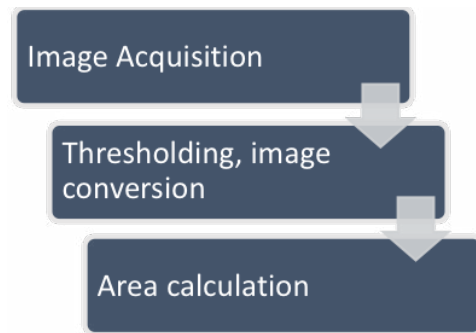 Image Acquisition
Thresholding, image
conversion
Area calculation